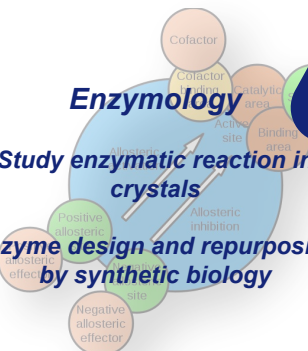 Cofactor
Cofactor
binding
Enzymology
Catalytic
area
Active
site
Binding
area
Allosteric
Study enzymatic reaction in
crystals
Allosteric
inhibition
Positive
allosteric
zyme design and repurposi
allosteric
effector
by synthetic biology
Negative
site
Negative
allosteric
effector